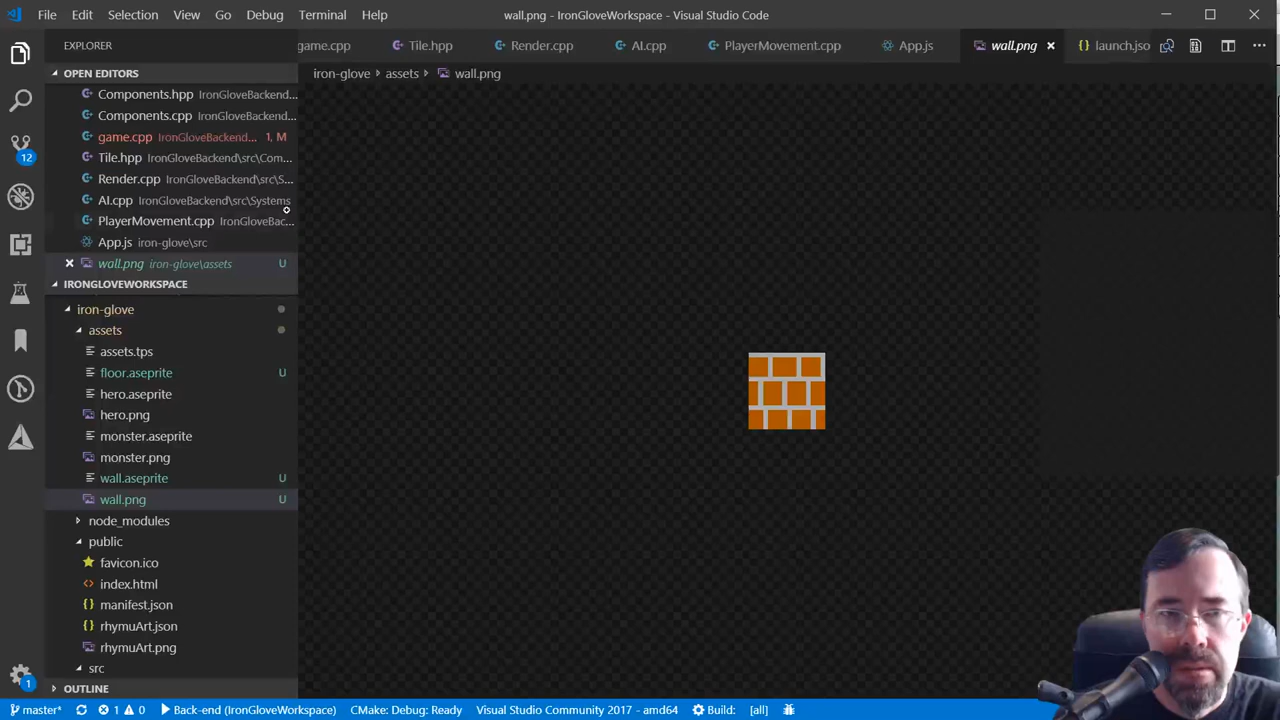 File Edit Selection View Go Debug Terminal Help
wall.png - IronGloveWorkspace - Visual Studio Code
EXPLORER
game.cpp Tile.hpp Render.cpp AI.cpp PlayerMovement.cpp App.js wall.png launch.jso
OPEN EDITORS
iron-glove assets wall.png
Components.hpp IronGloveBackend...
Components.cpp IronGloveBackend...
game.cpp IronGloveBackend... 1, M
Tile.hpp IronGloveBackend\src\Com...
Render.cpp IronGloveBackend\src\S...
AI.cpp IronGloveBackend\src\Systems
PlayerMovement.cpp IronGloveBac...
App.js iron-glove\src
wall.png iron-glove\assets U
IRONGLOVEWORKSPACE
iron-glove
assets
assets.tps
floor.aseprite U
hero.aseprite
hero.png
monster.aseprite
monster.png
wall.aseprite U
wall.png U
node_modules
public
favicon.ico
index.html
manifest.json
rhymuArt.json
rhymuArt.png
src
OUTLINE
12
1
master* 1 0 Back-end (IronGloveWorkspace) CMake: Debug: Ready Visual Studio Community 2017 - amd64 Build: [all]